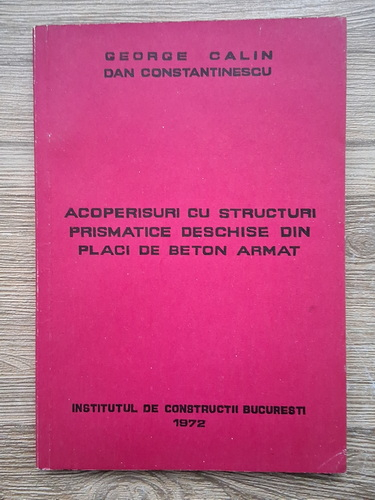 GEORGE CALIN
DAN CONSTANTINESCU
ACOPERISURI CU STRUCTURI
PRISMATICE DESCHISE DIN
PLACI DE BETON ARMAT
INSTITUTUL DE CONSTRUCTII BUCURESTI
1972